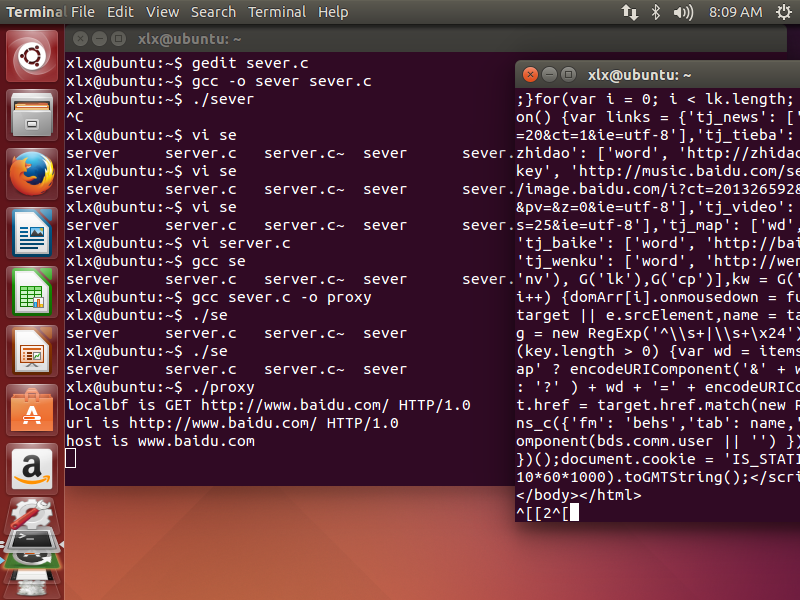 Terminal File Edit View Search Terminal Help 8:09 AM
xlx@ubuntu: ~
xlx@ubuntu:~$ gedit sever.c
xlx@ubuntu:~$ gcc -o sever sever.c
xlx@ubuntu:~$ ./sever
^C
xlx@ubuntu:~$ vi se
server server.c server.c~ sever sever.
xlx@ubuntu:~$ vi se
server server.c server.c~ sever sever.
xlx@ubuntu:~$ vi se
server server.c server.c~ sever sever.
xlx@ubuntu:~$ vi server.c
xlx@ubuntu:~$ gcc se
server server.c server.c~ sever sever.
xlx@ubuntu:~$ gcc sever.c -o proxy
xlx@ubuntu:~$ ./se
server server.c server.c~ sever
xlx@ubuntu:~$ ./se
server server.c server.c~ sever
xlx@ubuntu:~$ ./proxy
localbf is GET http://www.baidu.com/ HTTP/1.0
url is http://www.baidu.com/ HTTP/1.0
host is www.baidu.com
xlx@ubuntu: ~
;}for(var i = 0; i < lk.length;
on() {var links = {'tj_news': ['
=20&ct=1&ie=utf-8'],'tj_tieba':
zhidao': ['word', 'http://zhidao
key', 'http://music.baidu.com/se
/image.baidu.com/i?ct=201326592&
&pv=&z=0&ie=utf-8'],'tj_video':
s=25&ie=utf-8'],'tj_map': ['wd',
'tj_baike': ['word', 'http://bai
'tj_wenku': ['word', 'http://wen
'nv'), G('lk'),G('cp')],kw = G('
i++) {domArr[i].onmousedown = fu
target || e.srcElement,name = ta
g = new RegExp('^\\s+|\\s+\x24')
(key.length > 0) {var wd = items
ap' ? encodeURIComponent('&' + w
: '?' ) + wd + '=' + encodeURICo
t.href = target.href.match(new R
ns_c({'fm': 'behs','tab': name,'
omponent(bds.comm.user || '') })
})();document.cookie = 'IS_STATI
10*60*1000).toGMTString();</scri
</body></html>
^[[2^[